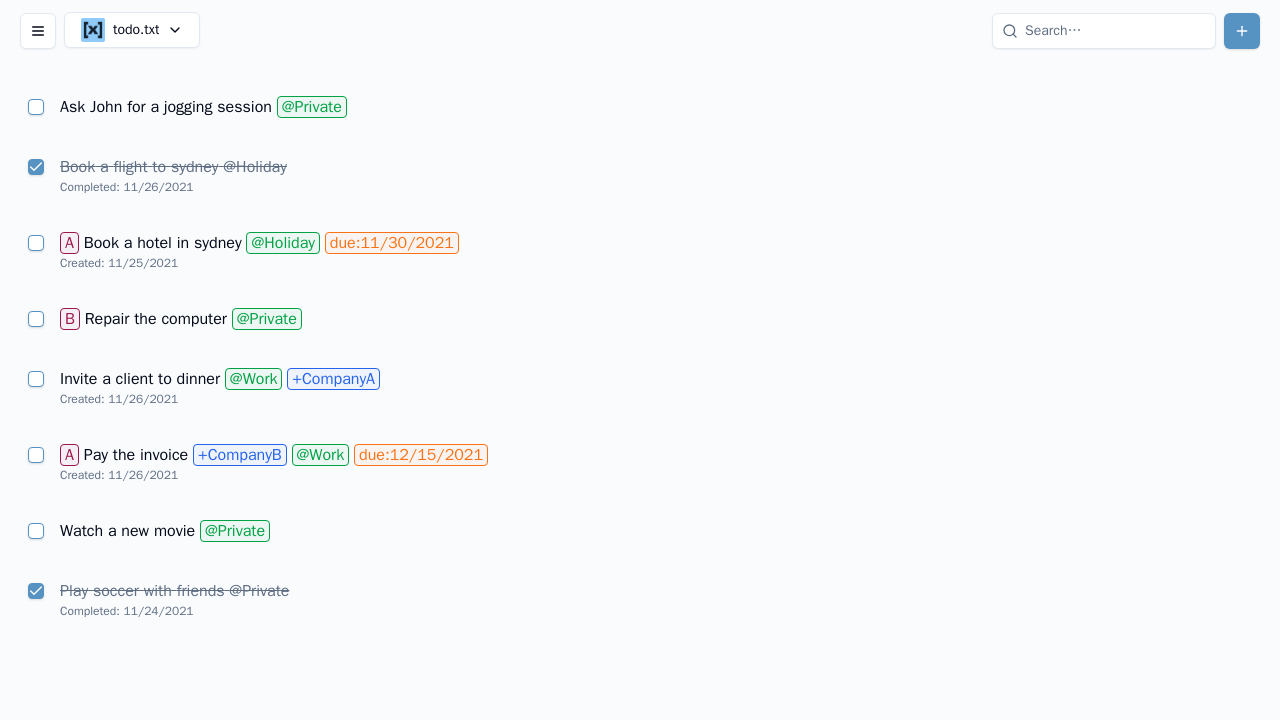 [x] todo.txt
Search…
Ask John for a jogging session @Private
Book a flight to sydney @Holiday
Completed: 11/26/2021
A Book a hotel in sydney @Holiday due:11/30/2021
Created: 11/25/2021
B Repair the computer @Private
Invite a client to dinner @Work +CompanyA
Created: 11/26/2021
A Pay the invoice +CompanyB @Work due:12/15/2021
Created: 11/26/2021
Watch a new movie @Private
Play soccer with friends @Private
Completed: 11/24/2021